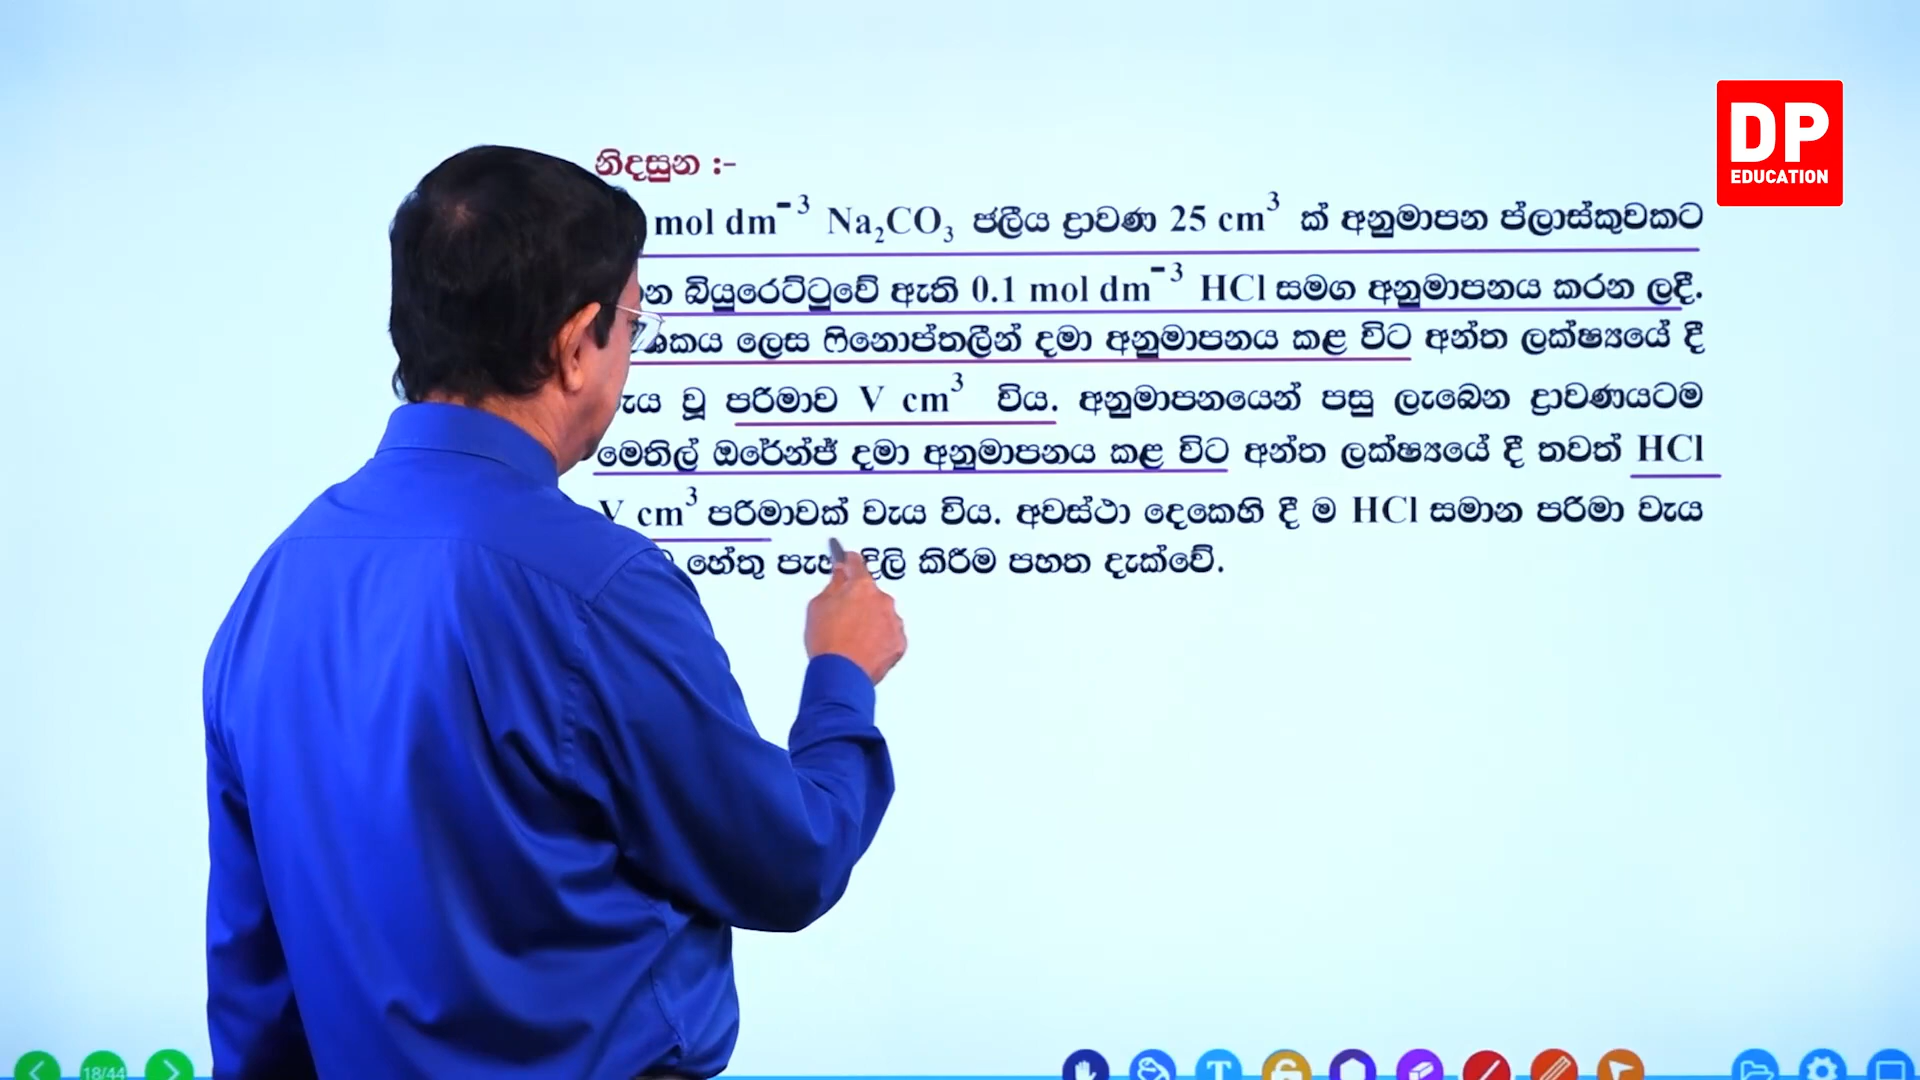 DP
EDUCATION
නිදසුන :-
mol dm⁻³ Na₂CO₃ ජලීය ද්‍රාවණ 25 cm³ ක් අනුමාපන ප්ලාස්කුවකට
බියුරෙට්ටුවේ ඇති 0.1 mol dm⁻³ HCl සමග අනුමාපනය කරන ලදී.
ලෙස ෆිනොප්තලීන් දමා අනුමාපනය කළ විට අන්ත ලක්ෂ්‍යයේ දී
වූ පරිමාව V cm³ විය. අනුමාපනයෙන් පසු ලැබෙන ද්‍රාවණයටම
මෙතිල් ඔරේන්ජ් දමා අනුමාපනය කළ විට අන්ත ලක්ෂ්‍යයේ දී තවත් HCl
V cm³ පරිමාවක් වැය විය. අවස්ථා දෙකෙහි දී ම HCl සමාන පරිමා වැය
හේතු පැහැදිලි කිරීම පහත දැක්වේ.
18/44